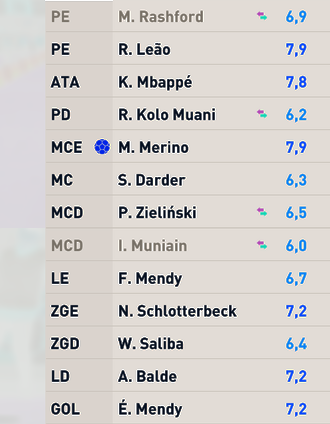 PE M. Rashford 6,9
PE R. Leão 7,9
ATA K. Mbappé 7,8
PD R. Kolo Muani 6,2
MCE M. Merino 7,9
MC S. Darder 6,3
MCD P. Zieliński 6,5
MCD I. Muniain 6,0
LE F. Mendy 6,7
ZGE N. Schlotterbeck 7,2
ZGD W. Saliba 6,4
LD A. Balde 7,2
GOL É. Mendy 7,2